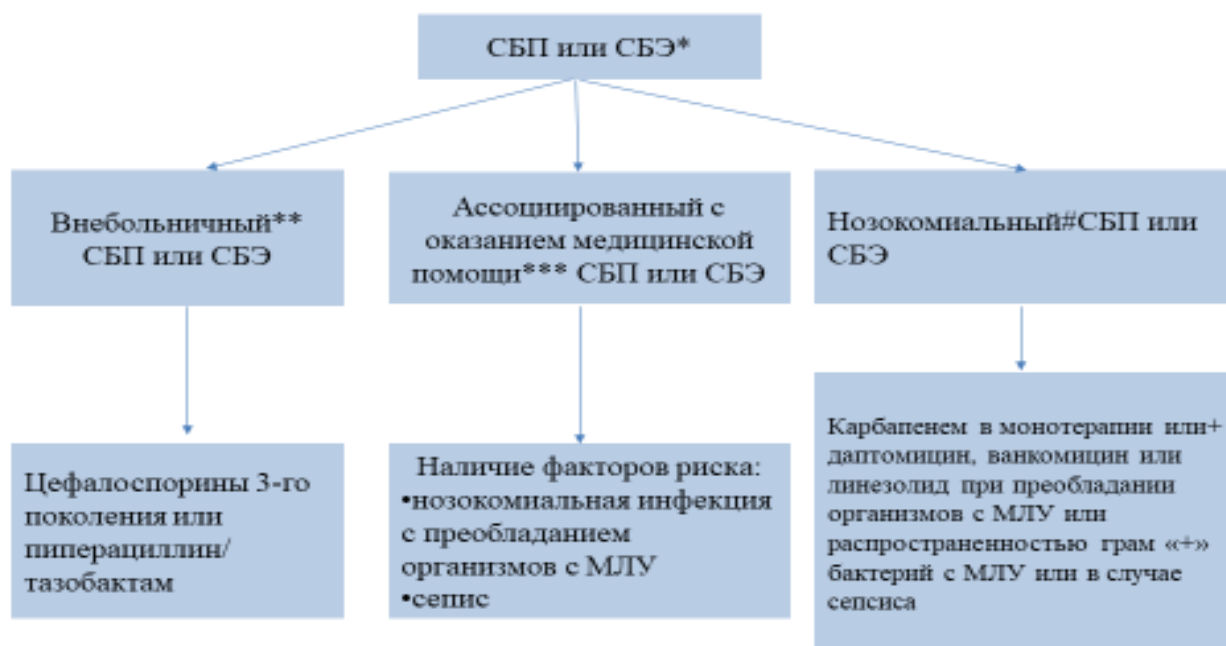 СБП или СБЭ*
Внебольничный**
СБП или СБЭ
Ассоциированный с
оказанием медицинской
помощи*** СБП или СБЭ
Нозокомиальный#СБП или
СБЭ
Цефалоспорины 3-го
поколения или
пиперациллин/
тазобактам
Наличие факторов риска:
•нозокомиальная инфекция
с преобладанием
организмов с МЛУ
•сепис
Карбапенем в монотерапии или+
даптомицин, ванкомицин или
линезолид при преобладании
организмов с МЛУ или
распространенностью грам «+»
бактерий с МЛУ или в случае
сепсиса